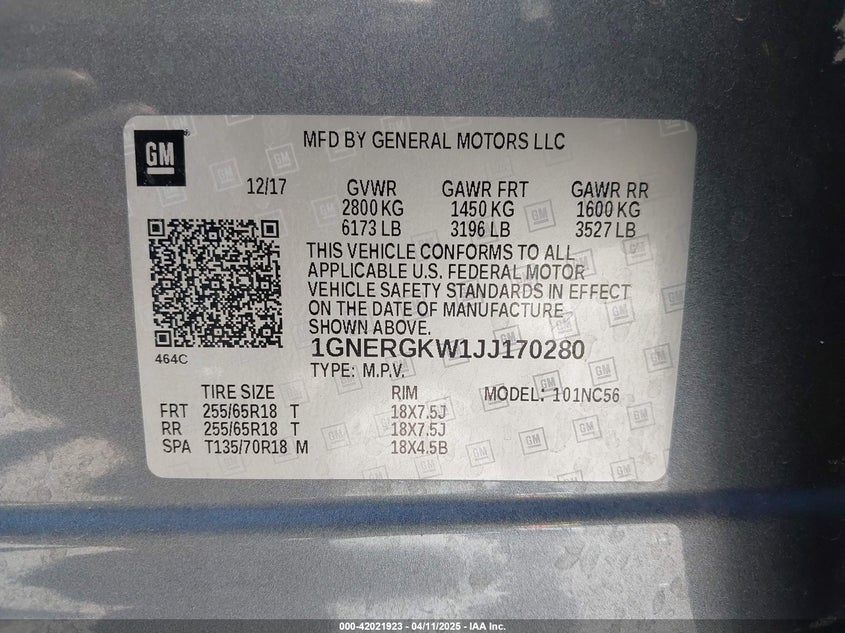 GM
MFD BY GENERAL MOTORS LLC
12/17 GVWR GAWR FRT GAWR RR
2800 KG 1450 KG 1600 KG
6173 LB 3196 LB 3527 LB
THIS VEHICLE CONFORMS TO ALL
APPLICABLE U.S. FEDERAL MOTOR
VEHICLE SAFETY STANDARDS IN EFFECT
ON THE DATE OF MANUFACTURE
SHOWN ABOVE.
464C
1GNERGKW1JJ170280
TYPE: M.P.V.
TIRE SIZE RIM MODEL: 101NC56
FRT 255/65R18 T 18X7.5J
RR 255/65R18 T 18X7.5J
SPA T135/70R18 M 18X4.5B
000-42021923 - 04/11/2025 - © IAA Inc.